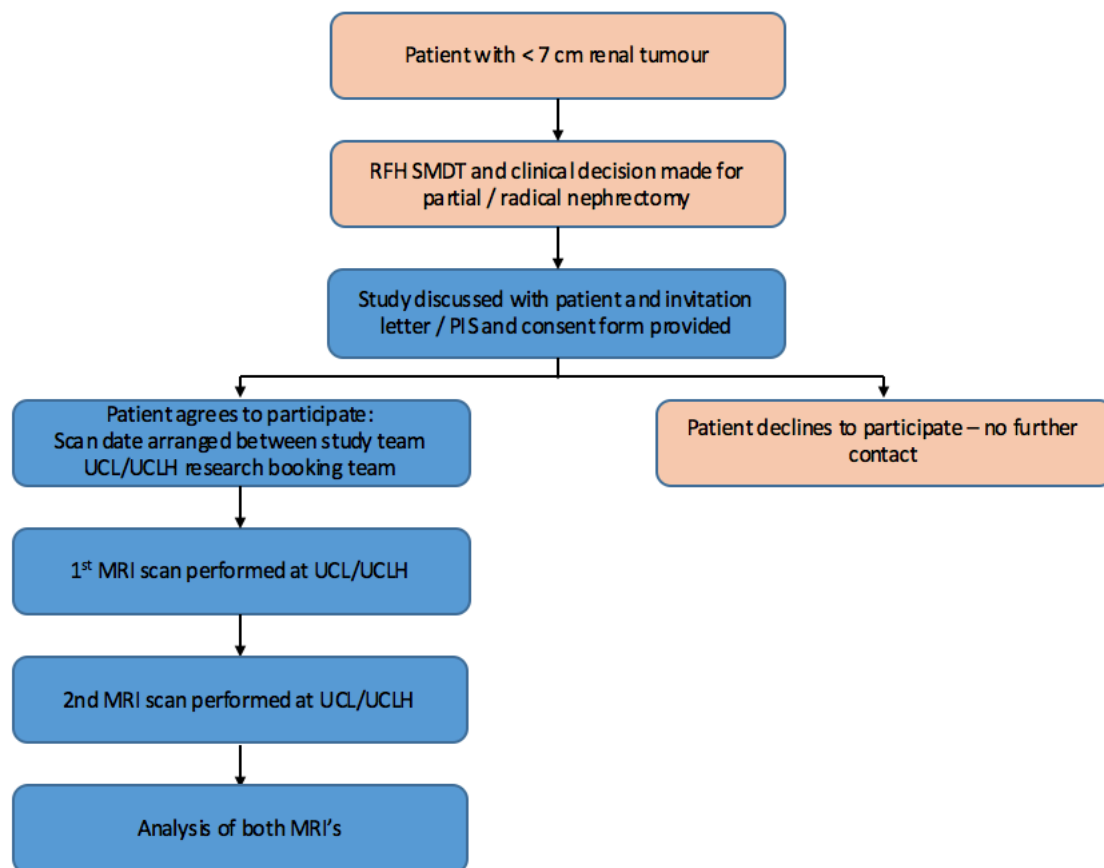 Patient with < 7 cm renal tumour
RFH SMDT and clinical decision made for
partial / radical nephrectomy
Study discussed with patient and invitation
letter / PIS and consent form provided
Patient agrees to participate:
Scan date arranged between study team
UCL/UCLH research booking team
Patient declines to participate – no further
contact
1st MRI scan performed at UCL/UCLH
2nd MRI scan performed at UCL/UCLH
Analysis of both MRI's